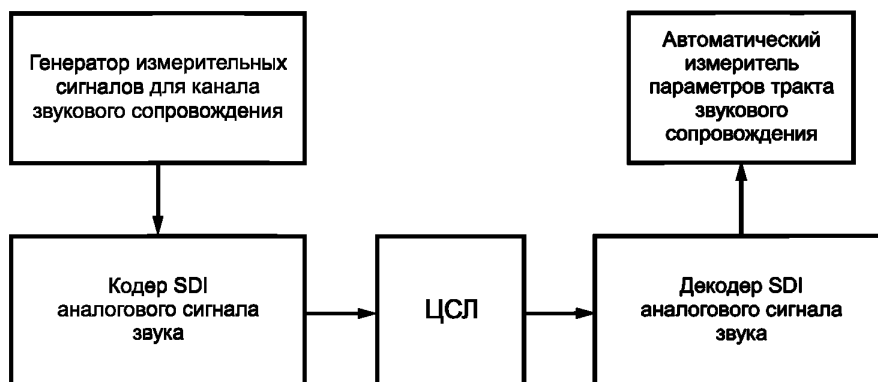 Генератор измерительных
сигналов для канала
звукового сопровождения
Автоматический
измеритель
параметров тракта
звукового
сопровождения
Кодер SDI
аналогового сигнала
звука
ЦСЛ
Декодер SDI
аналогового сигнала
звука